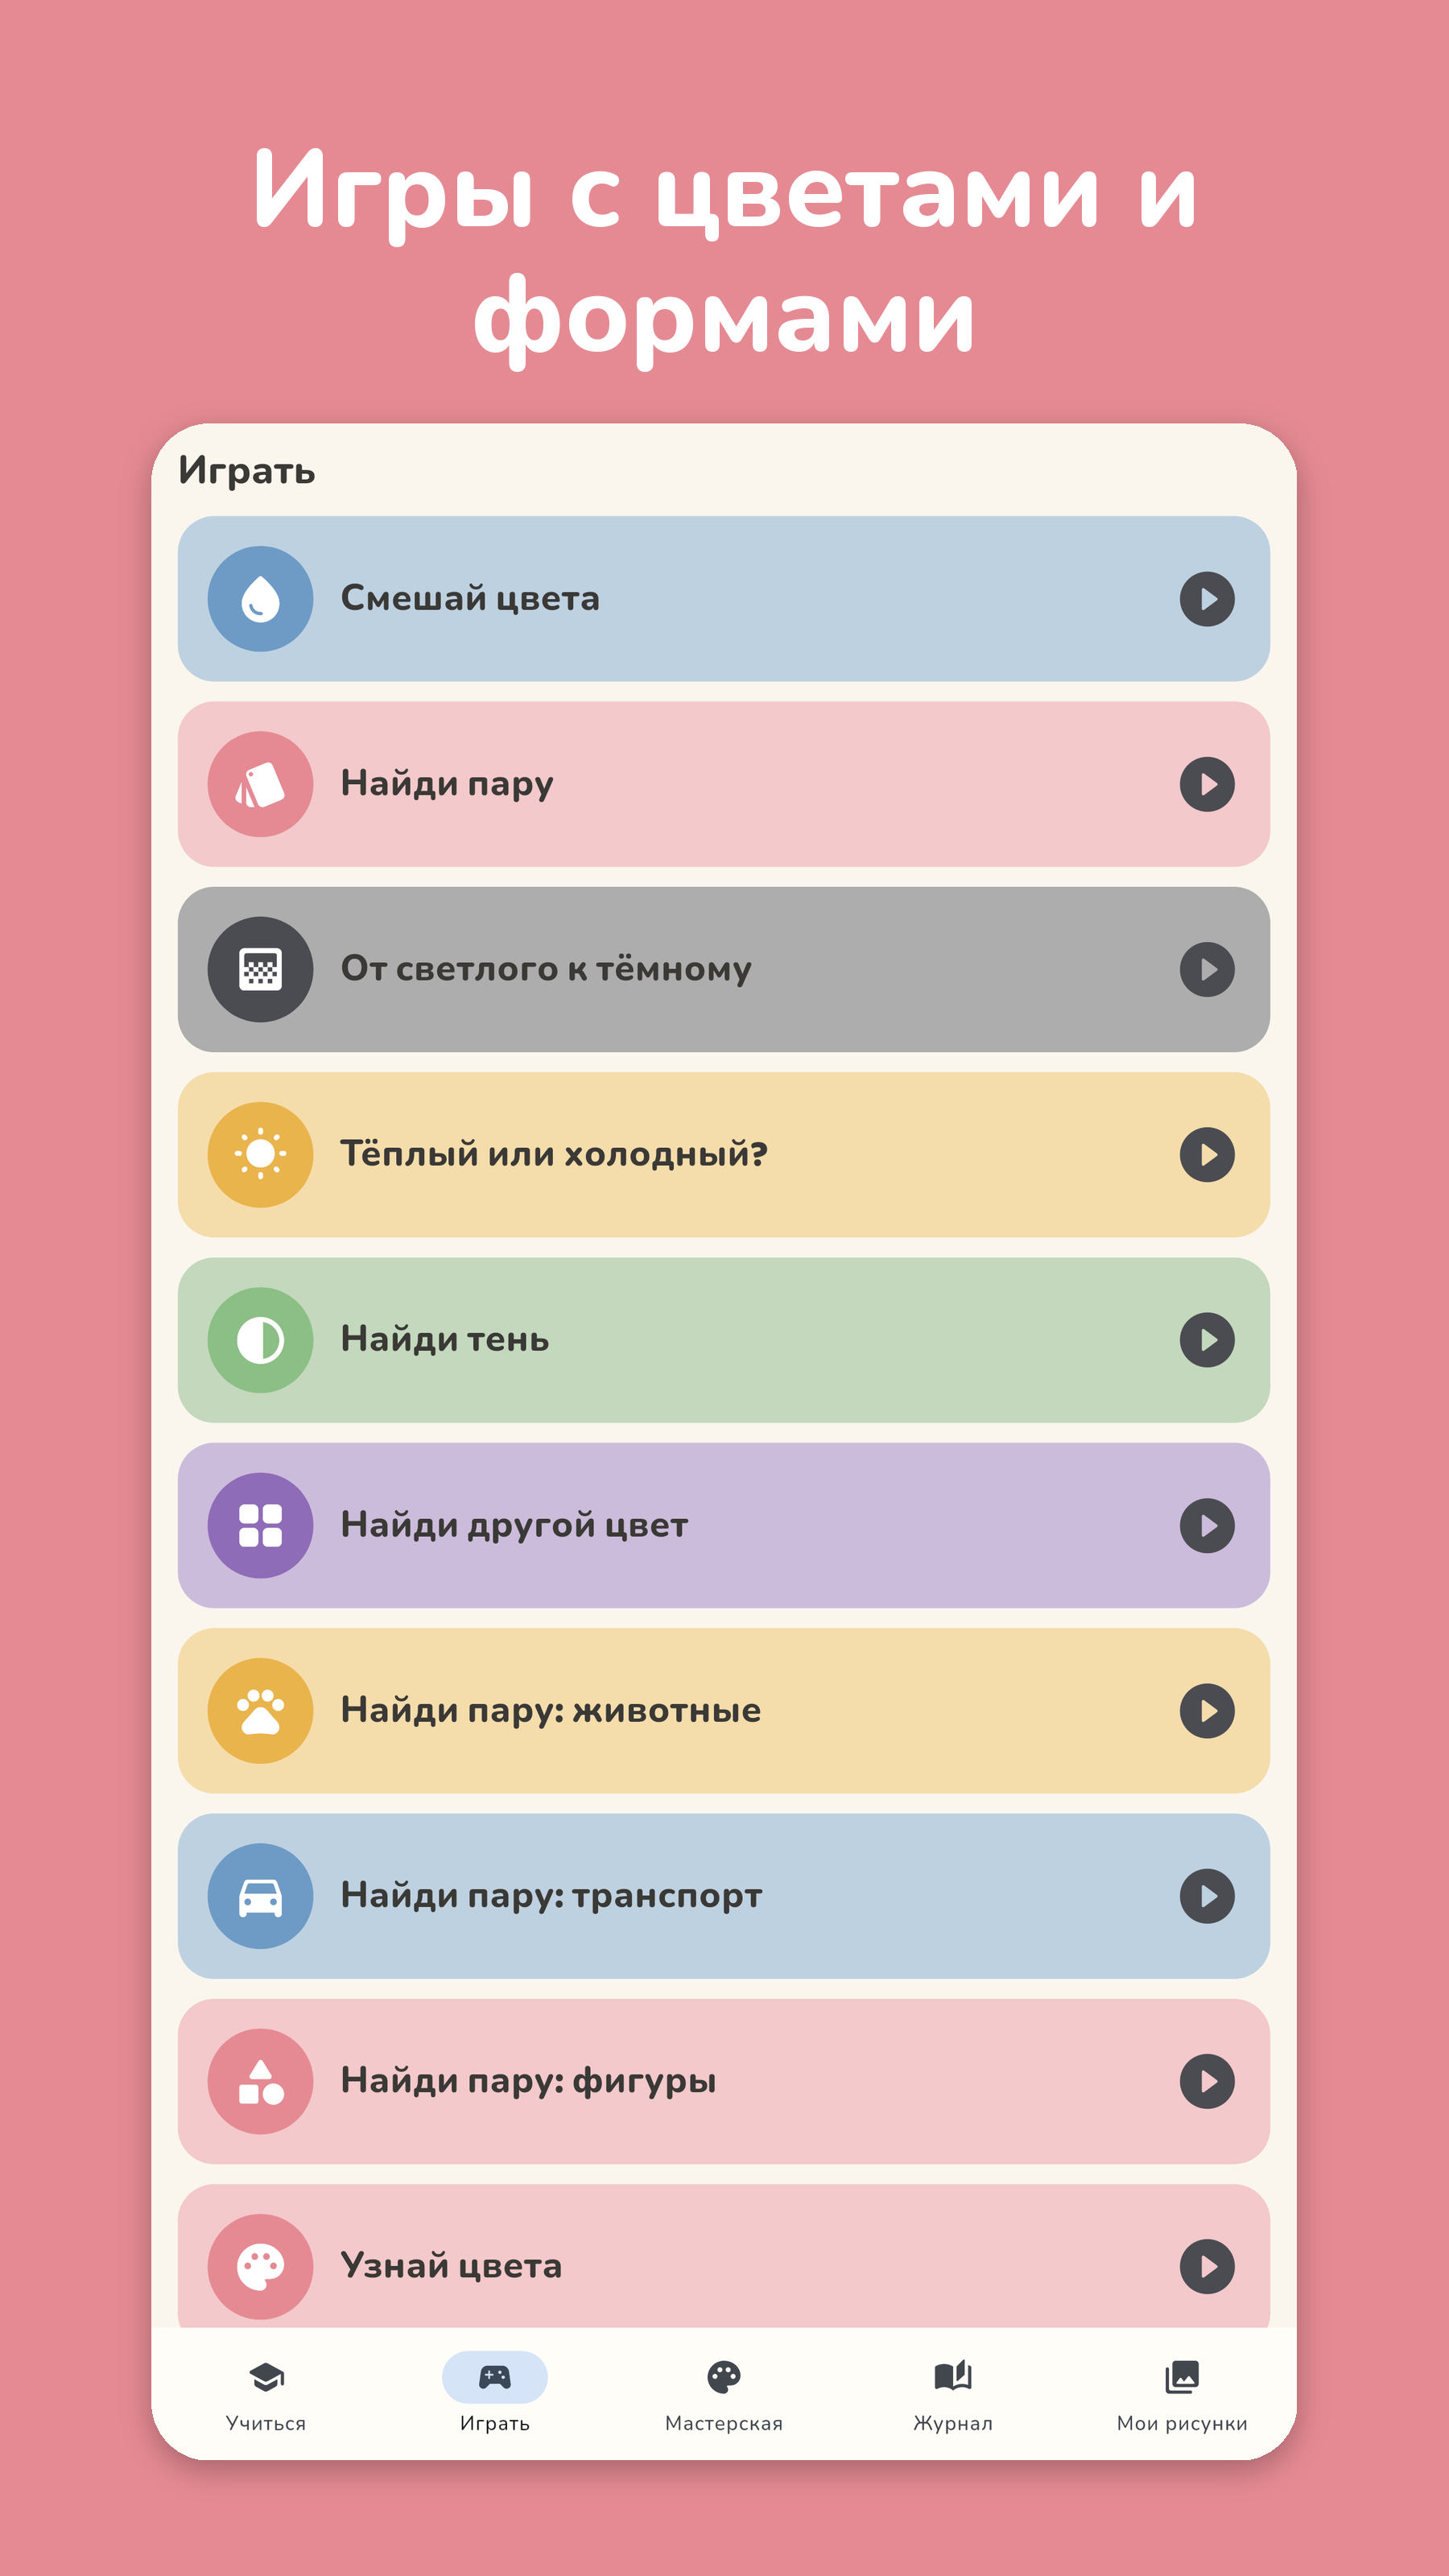 Игры с цветами и
формами
Играть
Смешай цвета
Найди пару
От светлого к тёмному
Тёплый или холодный?
Найди тень
Найди другой цвет
Найди пару: животные
Найди пару: транспорт
Найди пару: фигуры
Узнай цвета
Учиться
Играть
Мастерская
Журнал
Мои рисунки